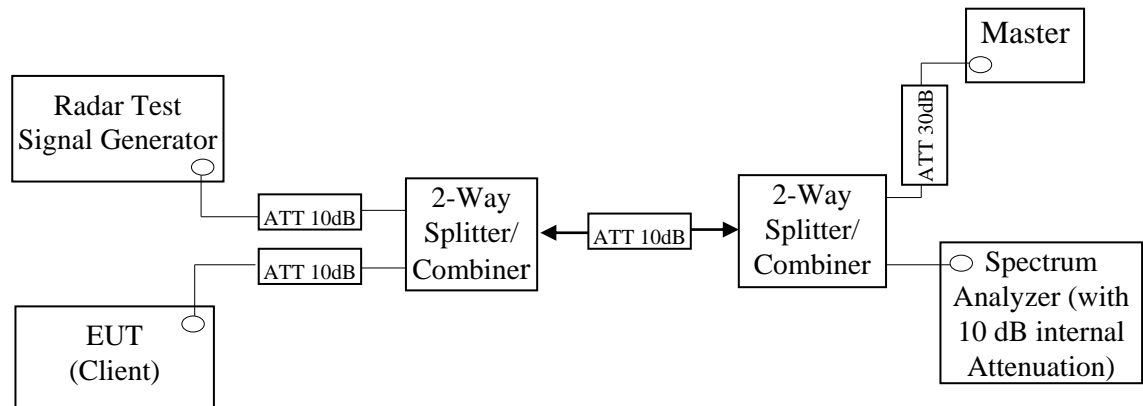 Master
ATT 30dB
Radar Test
Signal Generator
ATT 10dB
ATT 10dB
2-Way
Splitter/
Combiner
ATT 10dB
2-Way
Splitter/
Combiner
EUT
(Client)
Spectrum
Analyzer (with
10 dB internal
Attenuation)